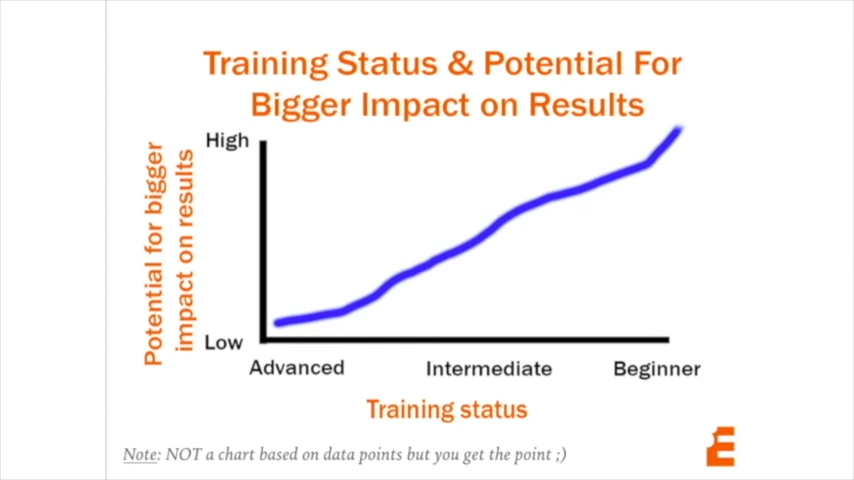 Training Status & Potential For
Bigger Impact on Results
Potential for bigger
impact on results
High
Low
Advanced Intermediate Beginner
Training status
Note: NOT a chart based on data points but you get the point ;)
E